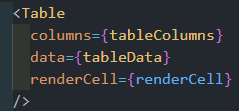 <Table
columns={tableColumns}
data={tableData}
renderCell={renderCell}
/>